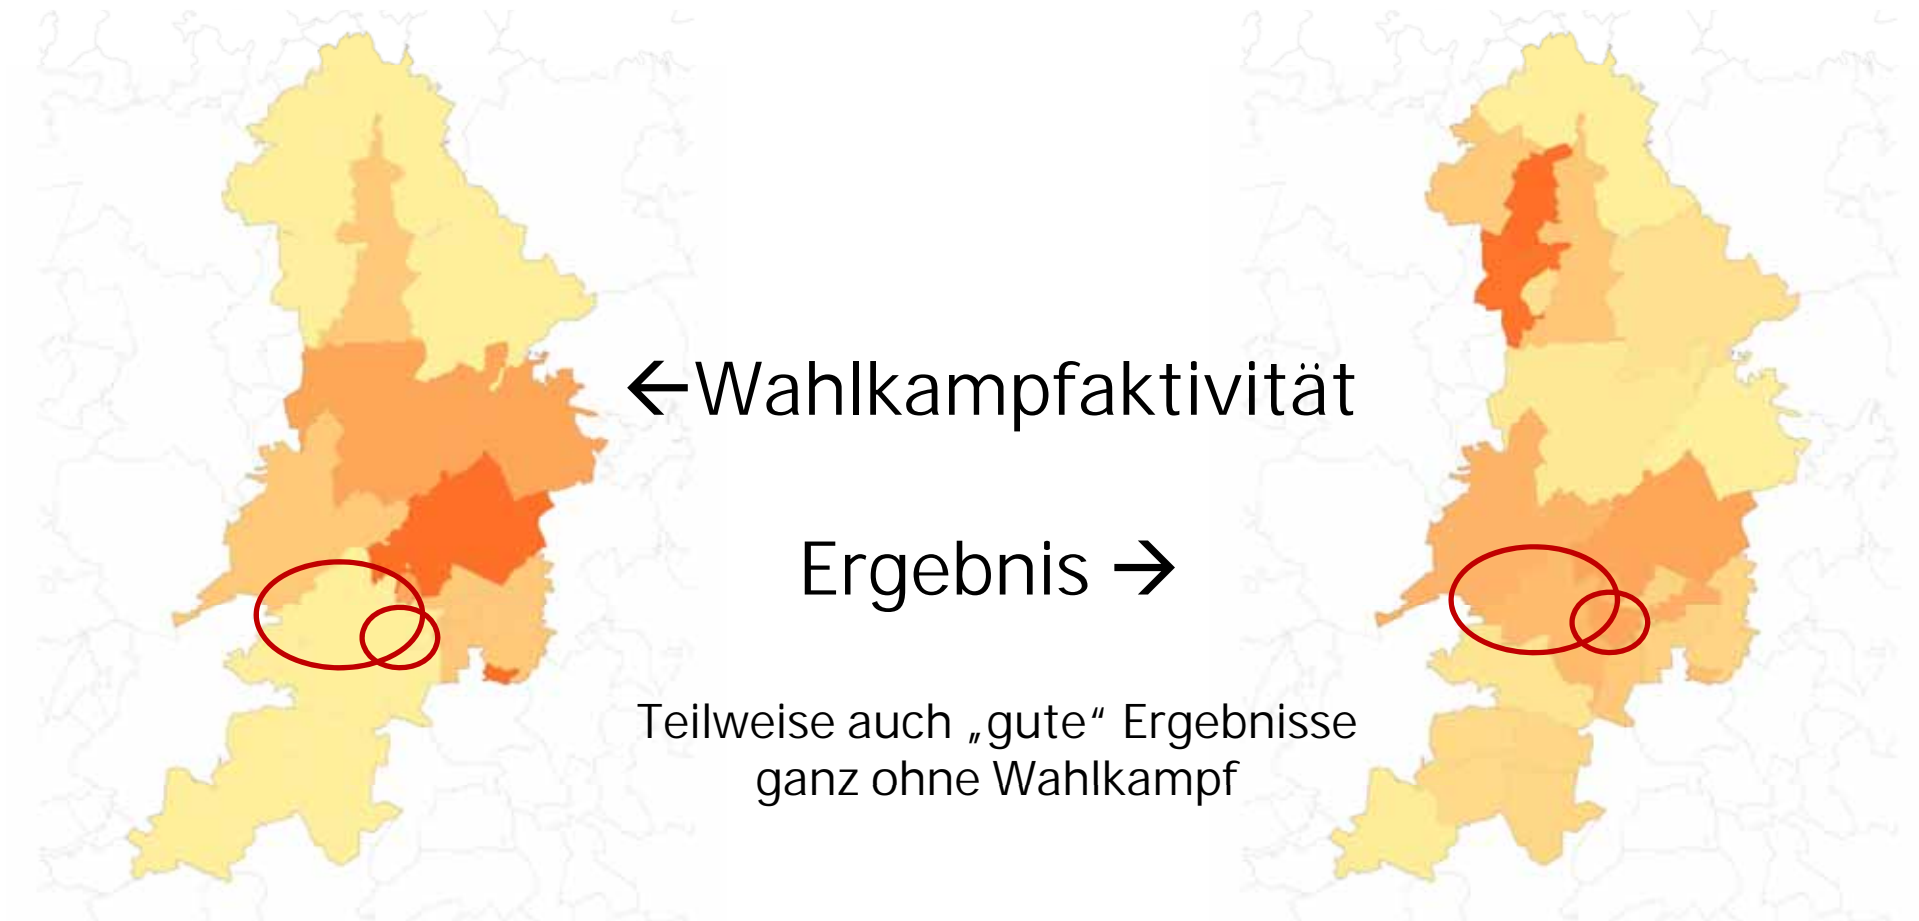 ←Wahlkampfaktivität
Ergebnis →
Teilweise auch „gute“ Ergebnisse
ganz ohne Wahlkampf